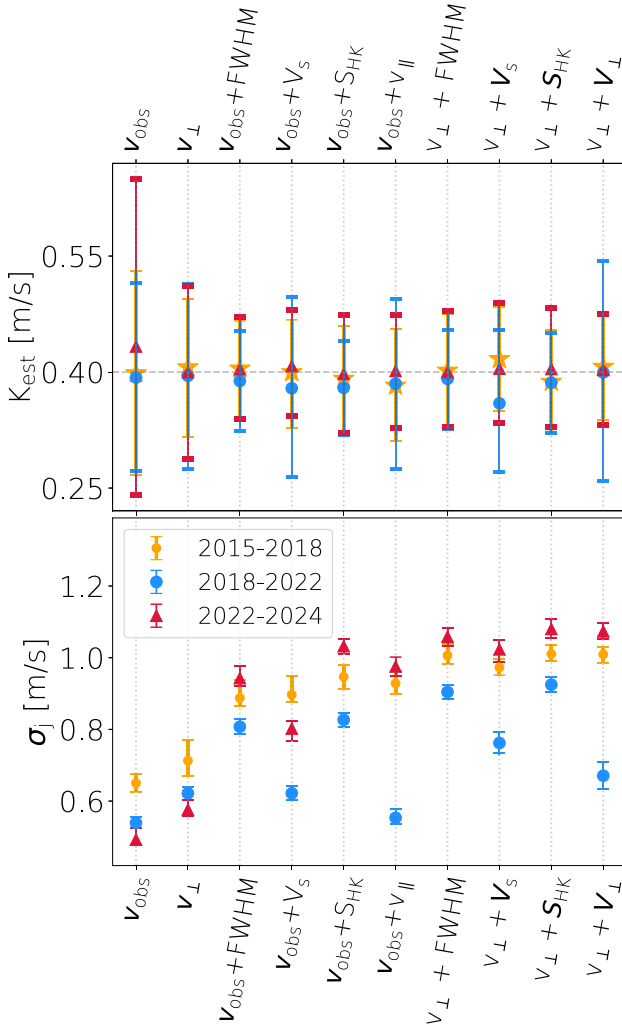 v_obs
v_⊥
v_obs+FWHM
v_obs+V_S
v_obs+S_HK
v_obs+v_||
v_⊥ + FWHM
v_⊥ + V_S
v_⊥ + S_HK
v_⊥ + V_⊥
K_est [m/s]
0.55
0.40
0.25
σ_j [m/s]
1.2
1.0
0.8
0.6
2015-2018
2018-2022
2022-2024
v_obs
v_⊥
v_obs+FWHM
v_obs+V_S
v_obs+S_HK
v_obs+v_||
v_⊥ + FWHM
v_⊥ + V_S
v_⊥ + S_HK
v_⊥ + V_⊥